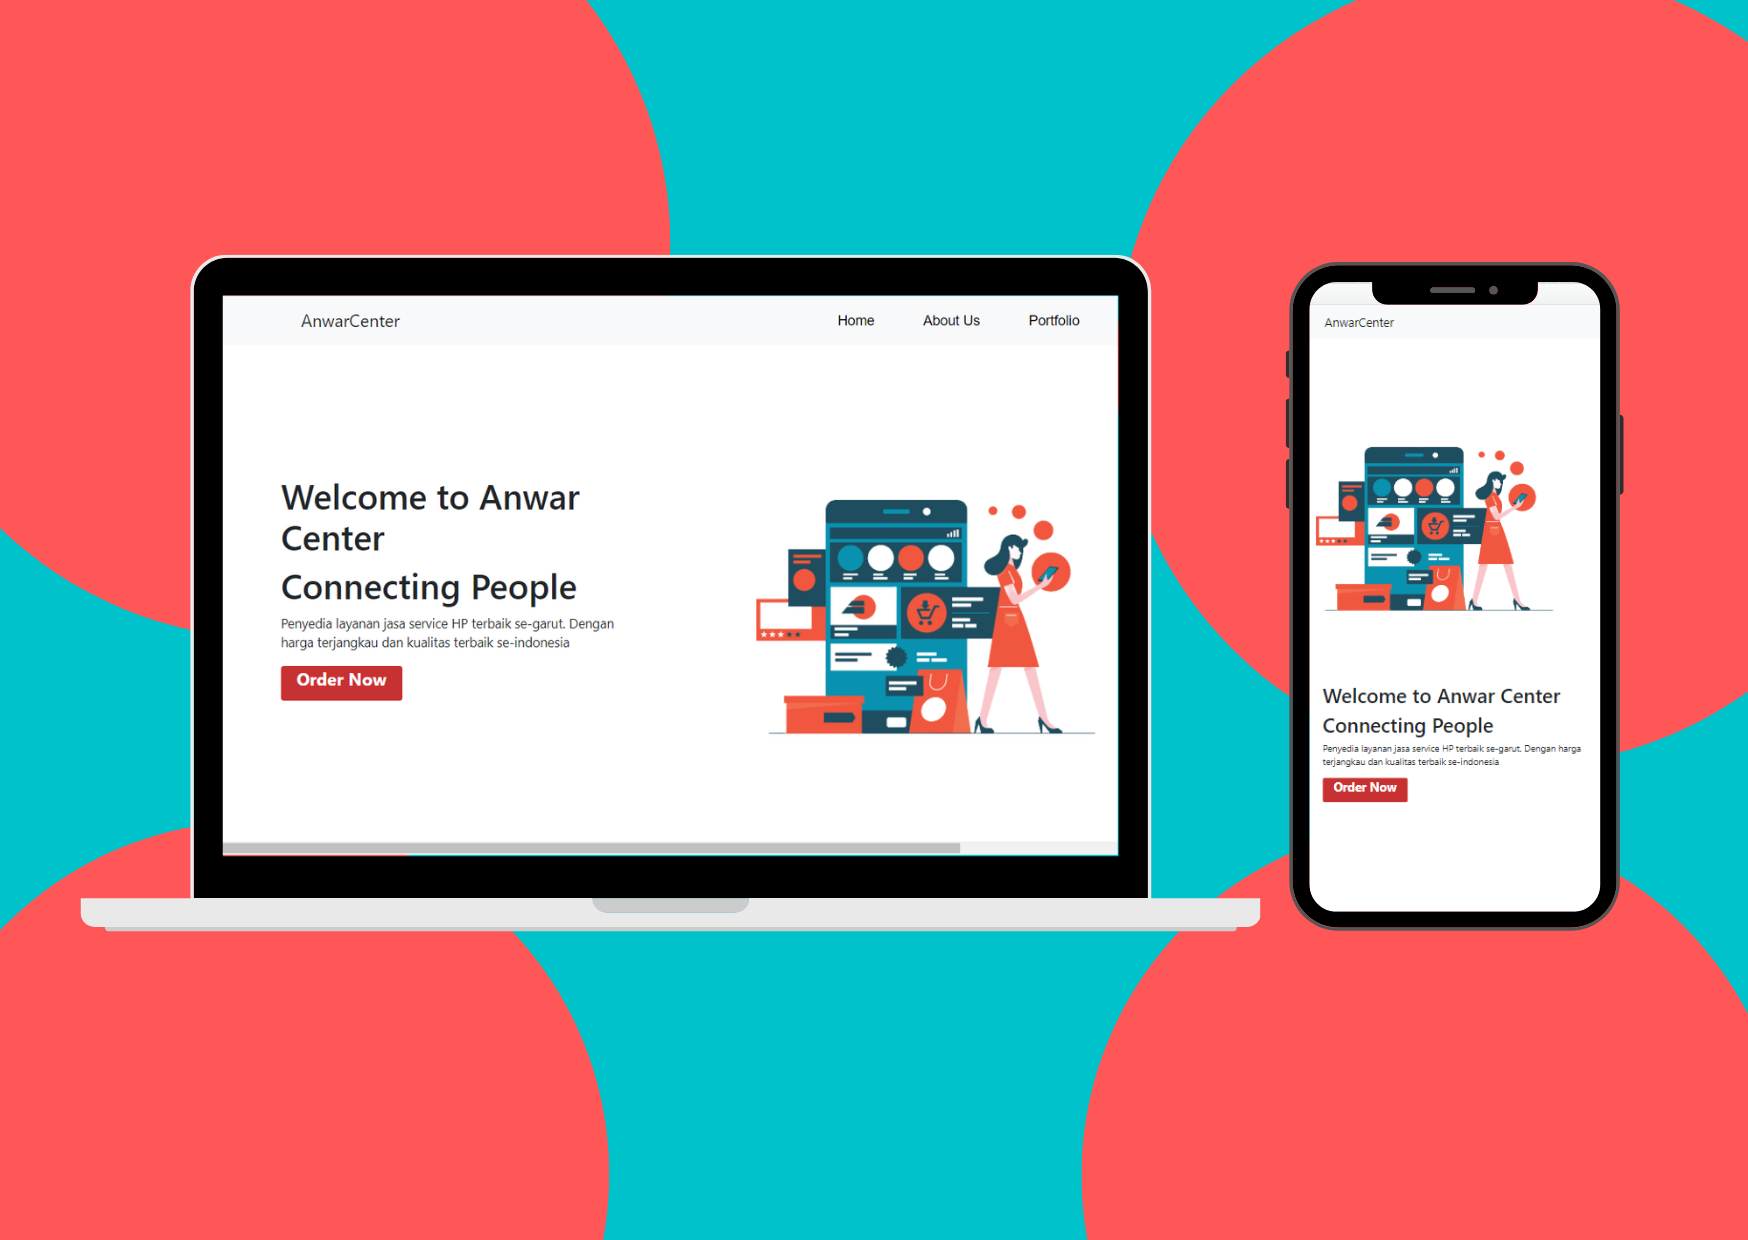 AnwarCenter
Home
About Us
Portfolio
Welcome to Anwar
Center
Connecting People
Penyedia layanan jasa service HP terbaik se-garut. Dengan
harga terjangkau dan kualitas terbaik se-indonesia
Order Now
AnwarCenter
Welcome to Anwar Center
Connecting People
Penyedia layanan jasa service HP terbaik se-garut. Dengan harga
terjangkau dan kualitas terbaik se-indonesia
Order Now